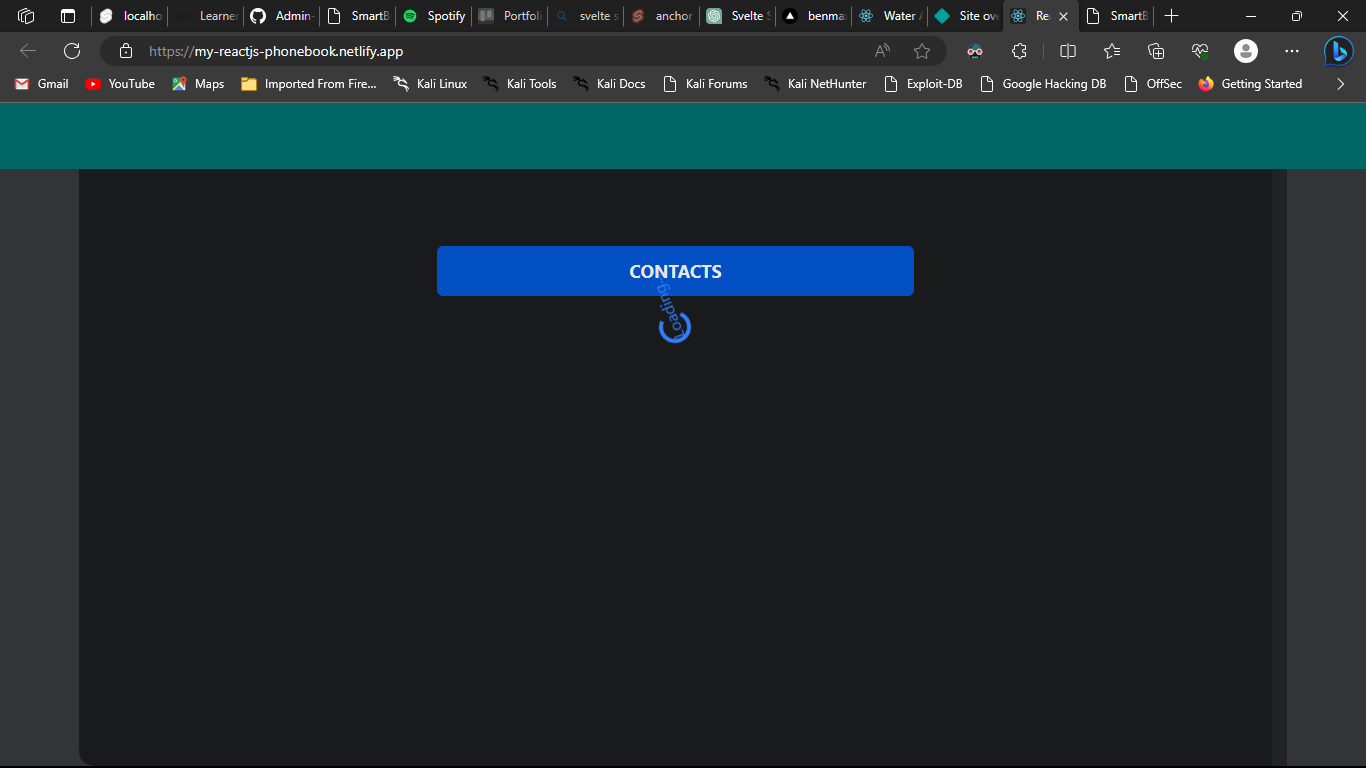 localho Learner Admin- SmartB Spotify Portfoli svelte s anchor Svelte S benma Water Site ov Re SmartB
https://my-reactjs-phonebook.netlify.app
Gmail YouTube Maps Imported From Fire... Kali Linux Kali Tools Kali Docs Kali Forums Kali NetHunter Exploit-DB Google Hacking DB OffSec Getting Started
CONTACTS
Loading.